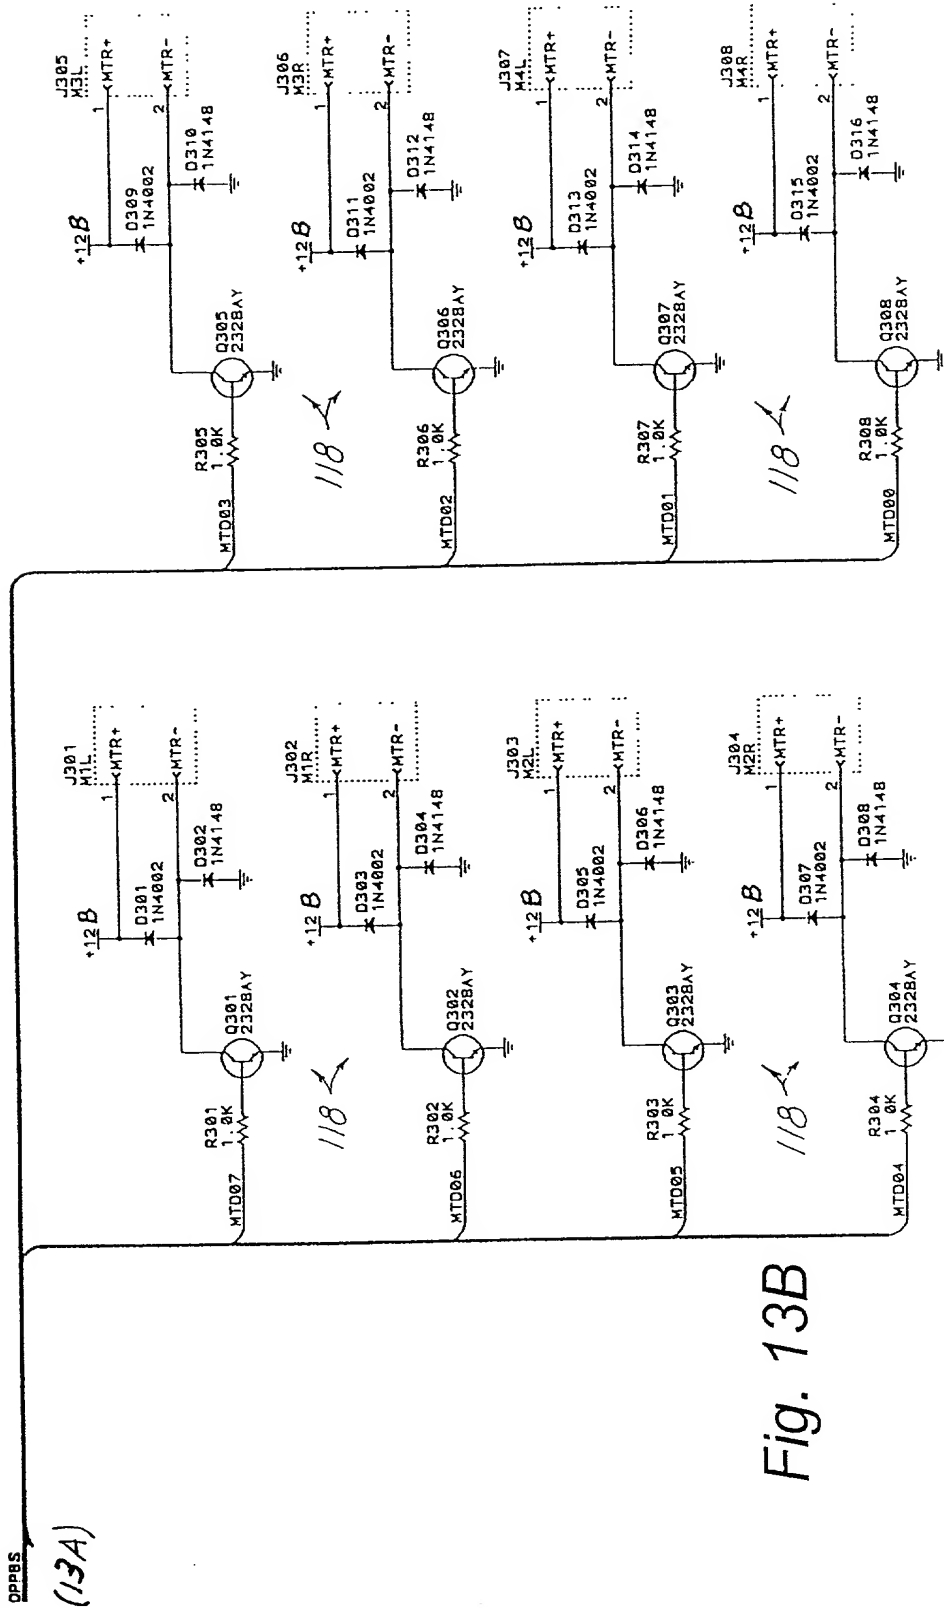 OPPBS
(13A)
J301
M1L
1
<MTR+
2
<MTR-
+12B
D301
1N4002
D302
1N4148
Q301
2328AY
R301
1.0K
MTD07
118
J302
M1R
1
<MTR+
2
<MTR-
+12B
D303
1N4002
D304
1N4148
Q302
2328AY
R302
1.0K
MTD06
J303
M2L
1
<MTR+
2
<MTR-
+12B
D305
1N4002
D306
1N4148
Q303
2328AY
R303
1.0K
MTD05
118
J304
M2R
1
<MTR+
2
<MTR-
+12B
D307
1N4002
D308
1N4148
Q304
2328AY
R304
1.0K
MTD04
J305
M3L
1
<MTR+
2
<MTR-
+12B
D309
1N4002
D310
1N4148
Q305
2328AY
R305
1.0K
MTD03
118
J306
M3R
1
<MTR+
2
<MTR-
+12B
D311
1N4002
D312
1N4148
Q306
2328AY
R306
1.0K
MTD02
J307
M4L
1
<MTR+
2
<MTR-
+12B
D313
1N4002
D314
1N4148
Q307
2328AY
R307
1.0K
MTD01
118
J308
M4R
1
<MTR+
2
<MTR-
+12B
D315
1N4002
D316
1N4148
Q308
2328AY
R308
1.0K
MTD00
Fig. 13B